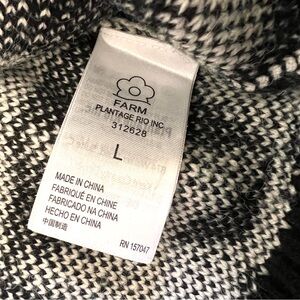 FARM
PLANTAGE RIO INC
312628
L
MADE IN CHINA
FABRIQUÉ EN CHINE
FABRICADO NA CHINA
HECHO EN CHINA
中国制造
RN 157047